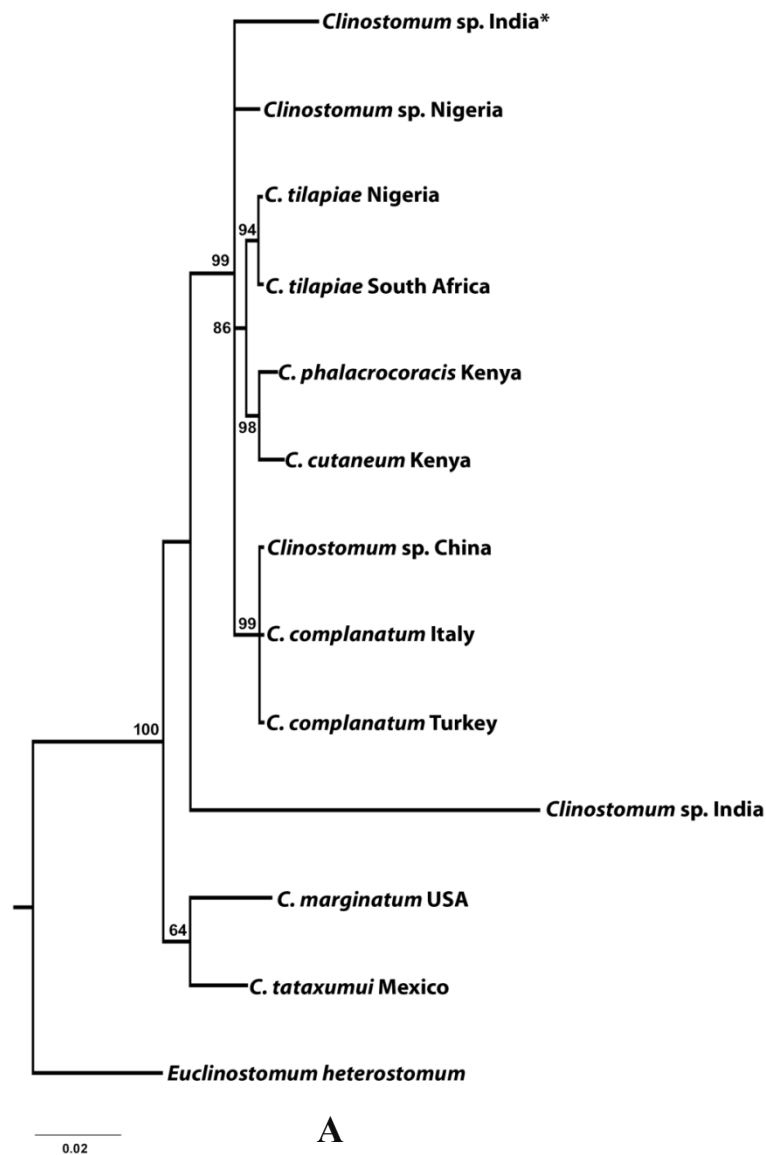 Clinostomum sp. India*
Clinostomum sp. Nigeria
C. tilapiae Nigeria
94
99
C. tilapiae South Africa
86
C. phalacrocoracis Kenya
98
C. cutaneum Kenya
Clinostomum sp. China
99
C. complanatum Italy
C. complanatum Turkey
100
Clinostomum sp. India
C. marginatum USA
64
C. tataxumui Mexico
Euclinostomum heterostomum
A
0.02